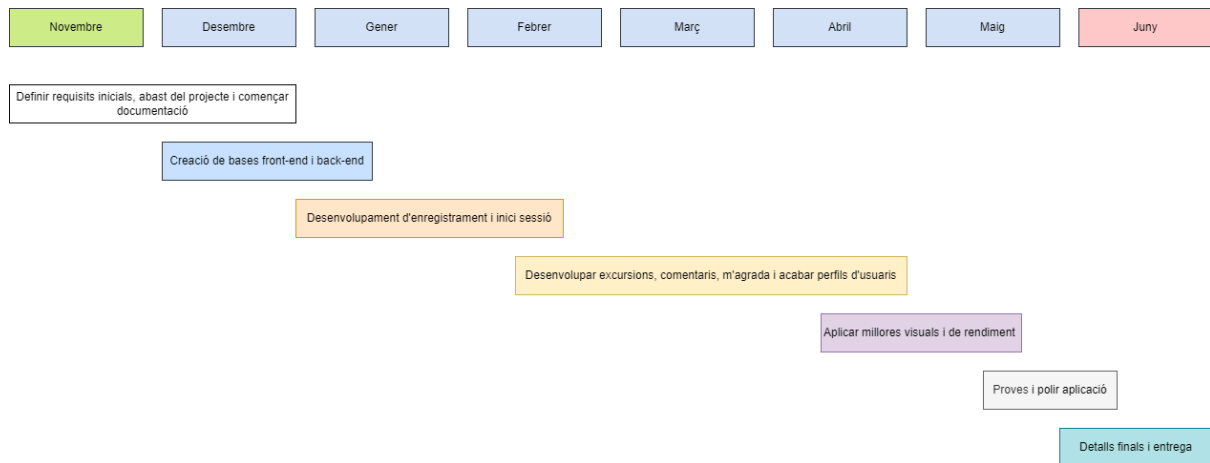 Novembre
Desembre
Gener
Febrer
Març
Abril
Maig
Juny
Definir requisits inicials, abast del projecte i començar
documentació
Creació de bases front-end i back-end
Desenvolupament d'enregistrament i inici sessió
Desenvolupar excursions, comentaris, m'agrada i acabar perfils d'usuaris
Aplicar millores visuals i de rendiment
Proves i polir aplicació
Detalls finals i entrega